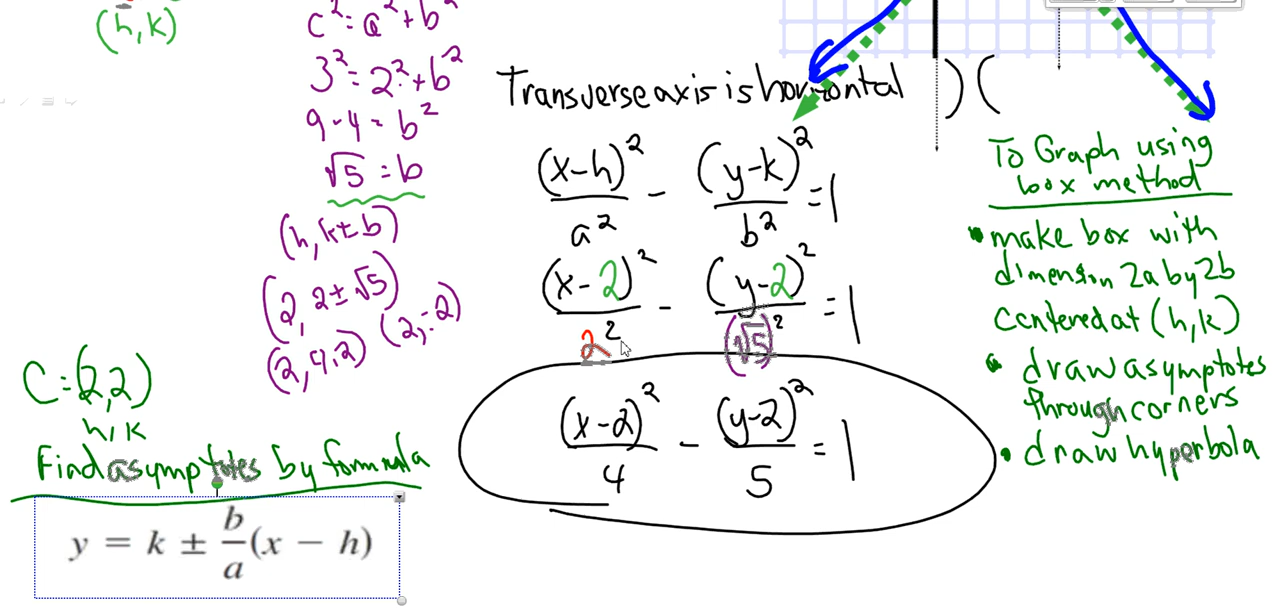 (h, k)
c² = a² + b²
3² = 2² + b²
9 - 4 = b²
√5 = b
(h, k ± b)
(2, 2 ± √5)
(2, 4.2) (2, -.2)
C = (2, 2)
h, k
Find asymptotes by formula
y = k ± b/a (x − h)
Transverse axis is horizontal ) (
(x-h)²/a² - (y-k)²/b² = 1
(x-2)²/2² - (y-2)²/(√5)² = 1
(x-2)²/4 - (y-2)²/5 = 1
To Graph using
box method
• make box with
dimension 2a by 2b
centered at (h, k)
• draw asymptotes
through corners
• draw hyperbola